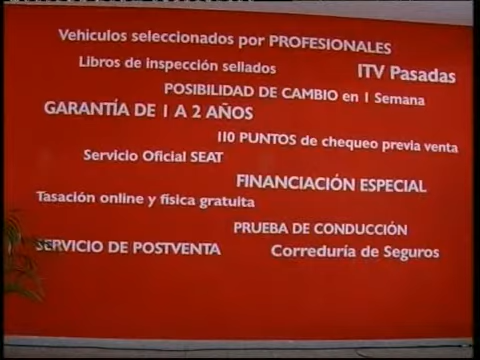 Vehiculos seleccionados por PROFESIONALES
Libros de inspección sellados
ITV Pasadas
POSIBILIDAD DE CAMBIO en 1 Semana
GARANTÍA DE 1 A 2 AÑOS
110 PUNTOS de chequeo previa venta
Servicio Oficial SEAT
FINANCIACIÓN ESPECIAL
Tasación online y física gratuita
PRUEBA DE CONDUCCIÓN
SERVICIO DE POSTVENTA
Correduría de Seguros